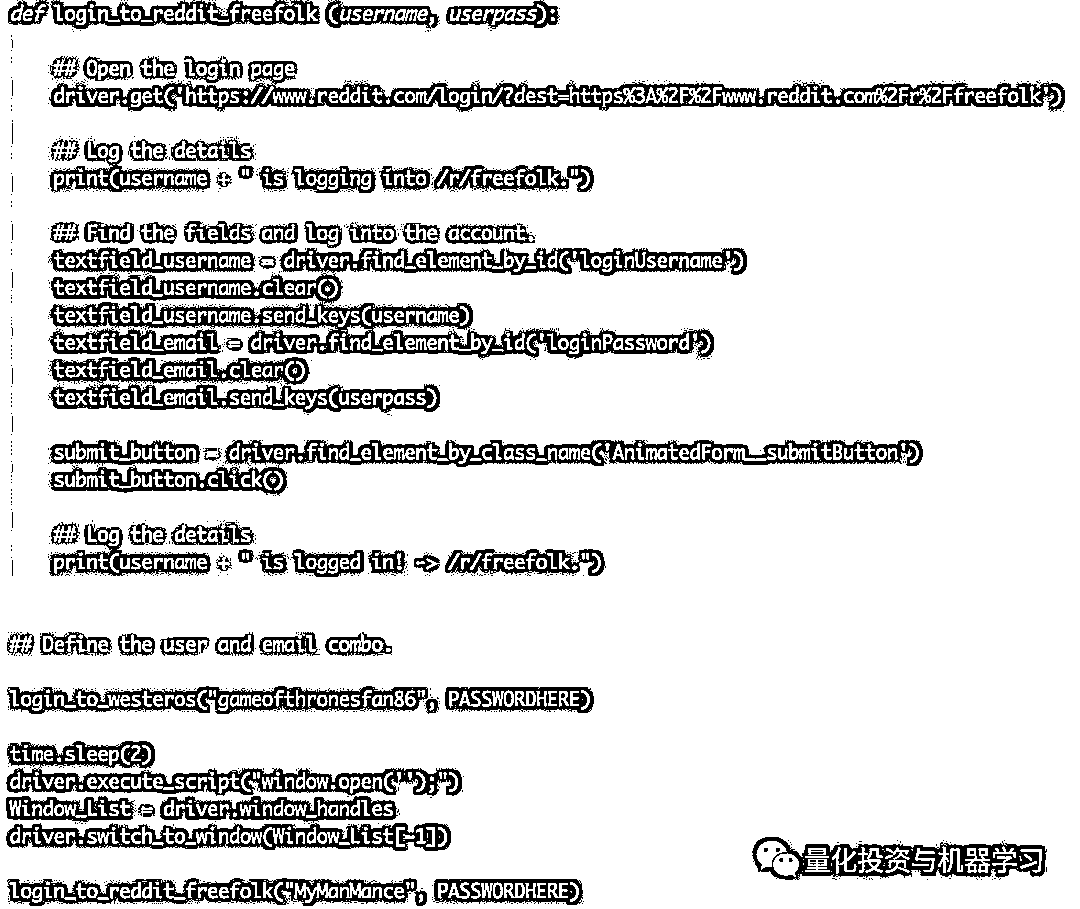 def login_to_reddit_freefolk (username, userpass):
## Open the login page
driver.get('https://www.reddit.com/login/?dest=https%3A%2F%2Fwww.reddit.com%2Fr%2Ffreefolk')
## Log the details
print(username + " is logging into /r/freefolk.")
## Find the fields and log into the account.
textfield_username = driver.find_element_by_id('loginUsername')
textfield_username.clear()
textfield_username.send_keys(username)
textfield_email = driver.find_element_by_id('loginPassword')
textfield_email.clear()
textfield_email.send_keys(userpass)
submit_button = driver.find_element_by_class_name('AnimatedForm__submitButton')
submit_button.click()
## Log the details
print(username + " is logged in! -> /r/freefolk.")
## Define the user and email combo.
login_to_westeros("gameofthronesfan86", PASSWORDHERE)
time.sleep(2)
driver.execute_script("window.open('');")
Window_List = driver.window_handles
driver.switch_to_window(Window_List[-1])
login_to_reddit_freefolk("MyManMance", PASSWORDHERE)
量化投资与机器学习